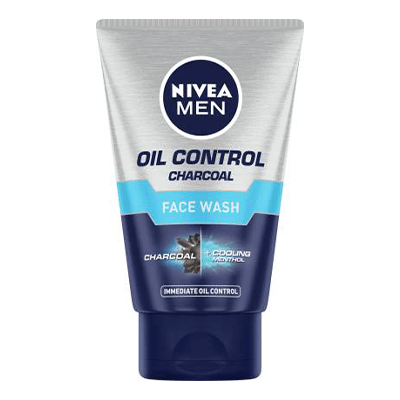 NIVEA
MEN
OIL CONTROL
CHARCOAL
FACE WASH
CHARCOAL + COOLING
MENTHOL
IMMEDIATE OIL CONTROL